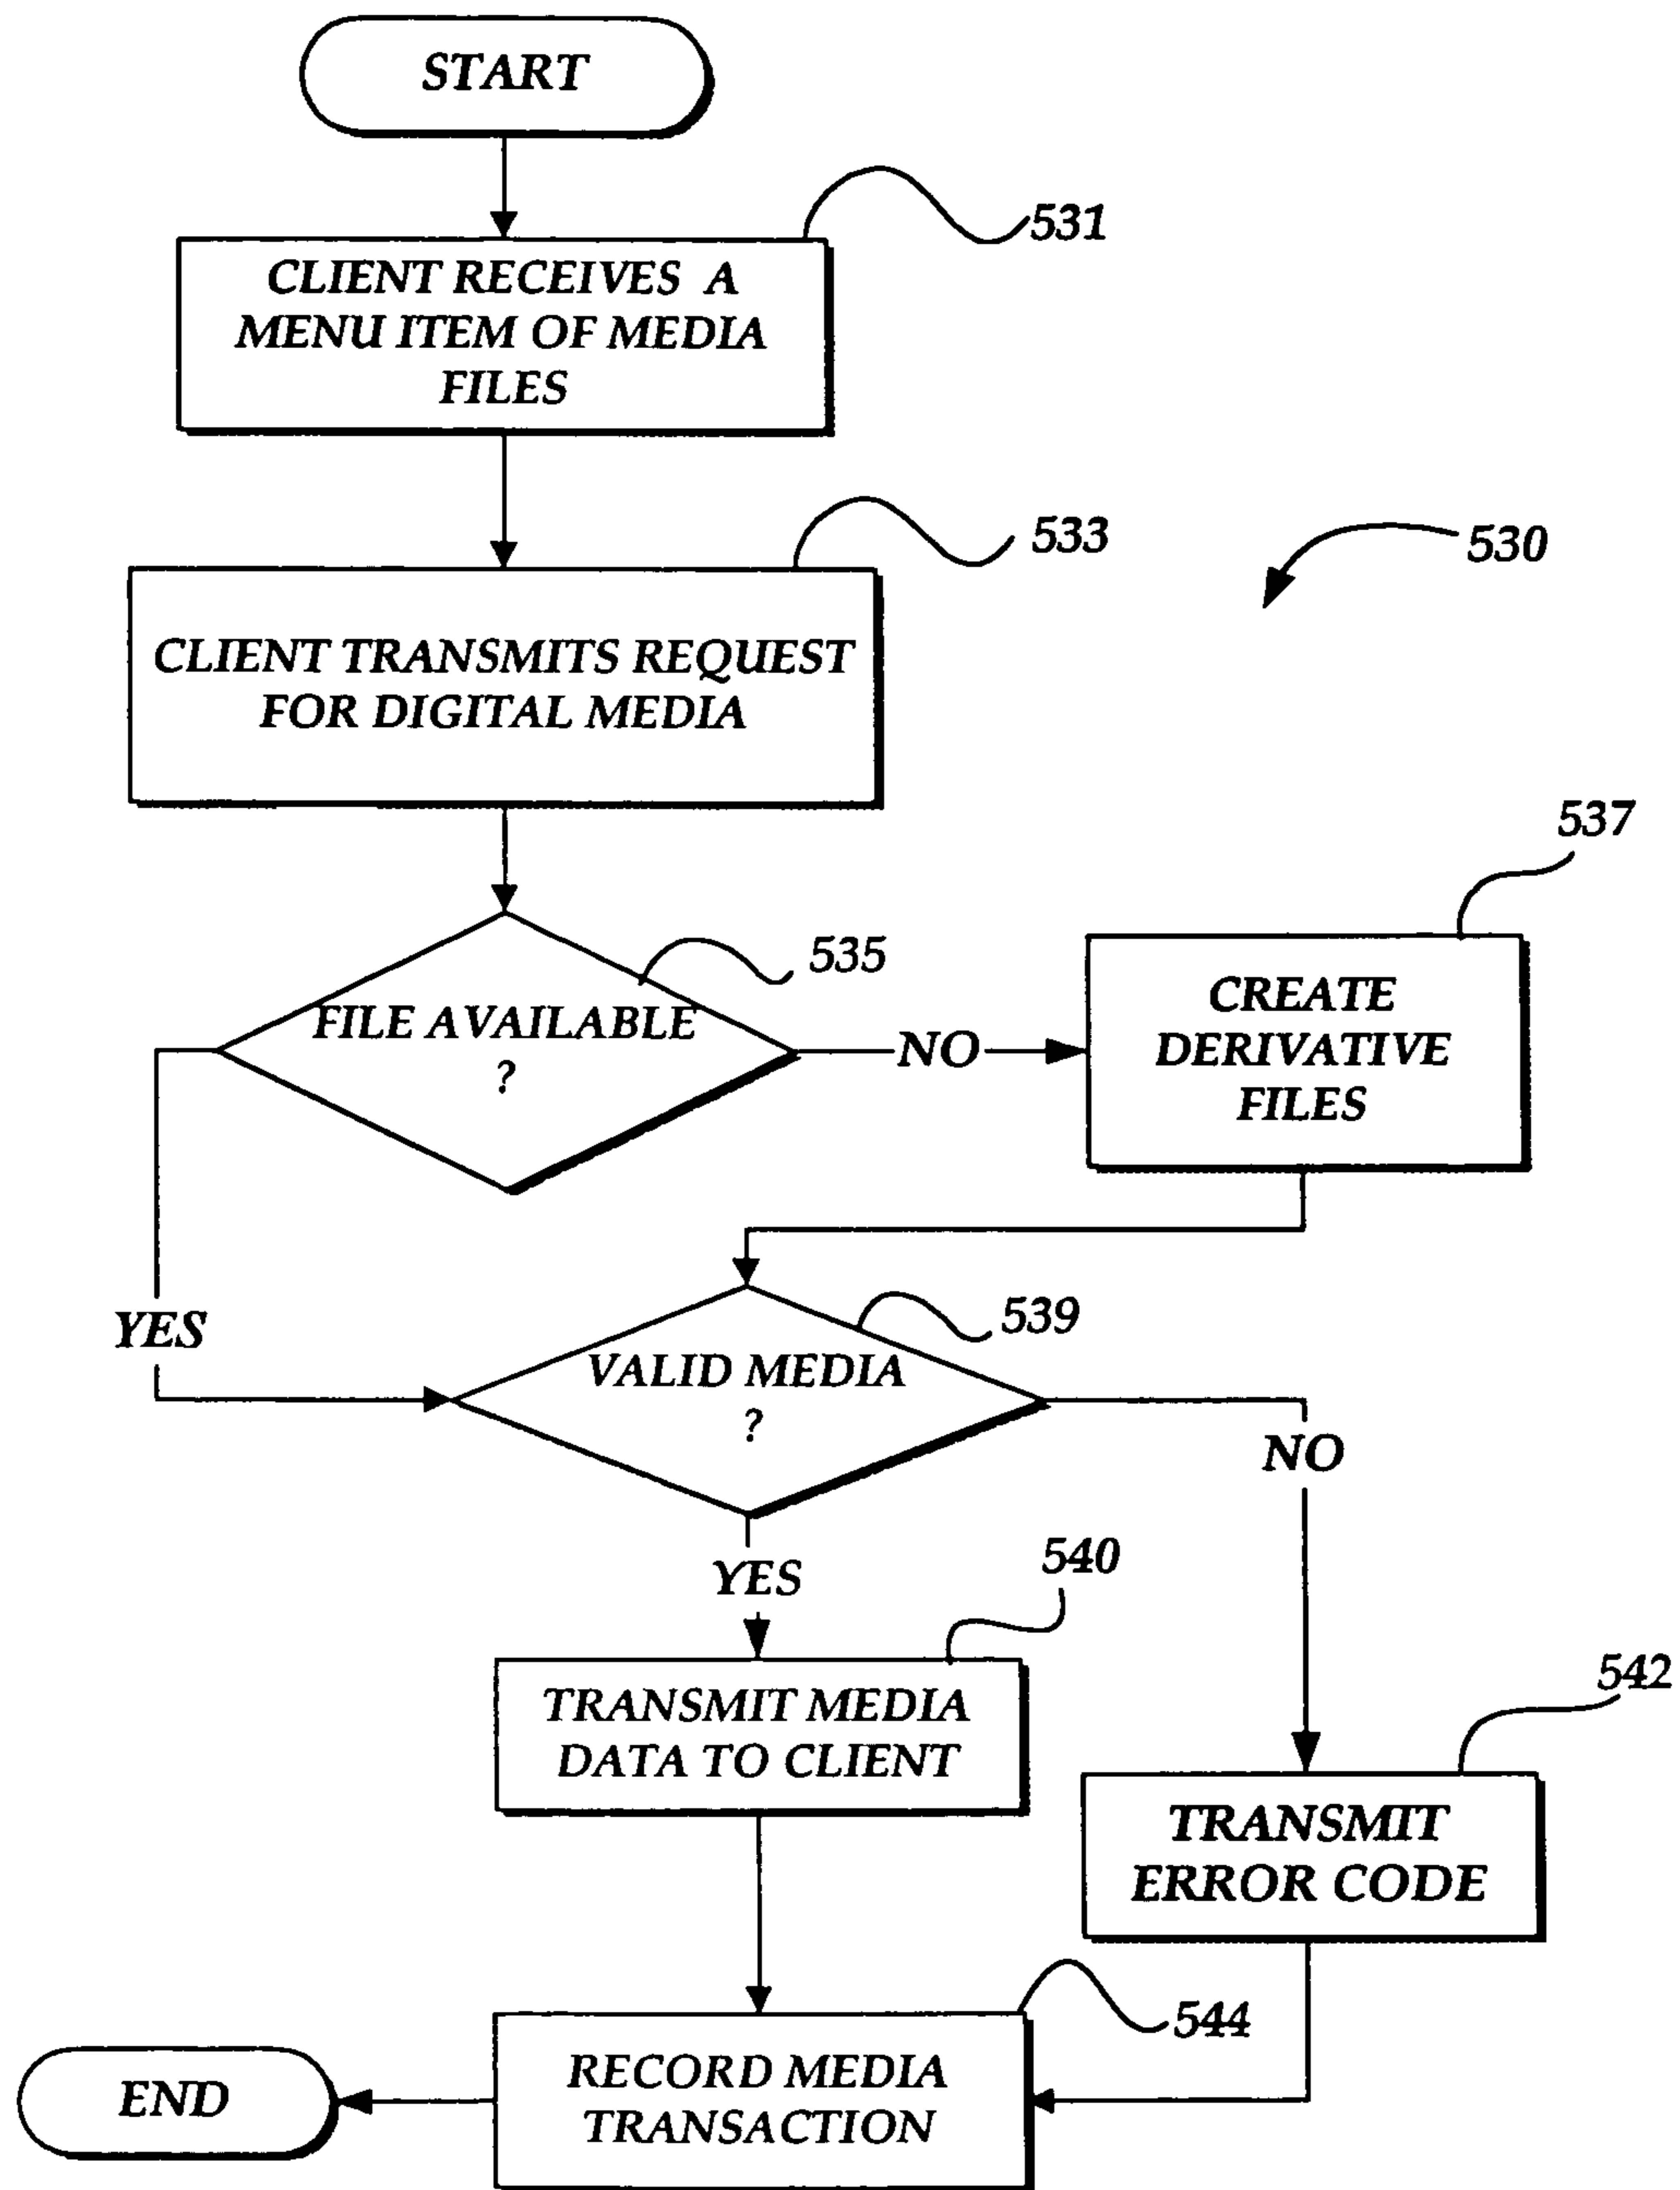 START
531
CLIENT RECEIVES A
MENU ITEM OF MEDIA
FILES
533
530
CLIENT TRANSMITS REQUEST
FOR DIGITAL MEDIA
537
535
FILE AVAILABLE
?
NO
CREATE
DERIVATIVE
FILES
YES
539
VALID MEDIA
?
NO
YES
540
TRANSMIT MEDIA
DATA TO CLIENT
542
TRANSMIT
ERROR CODE
544
RECORD MEDIA
TRANSACTION
END